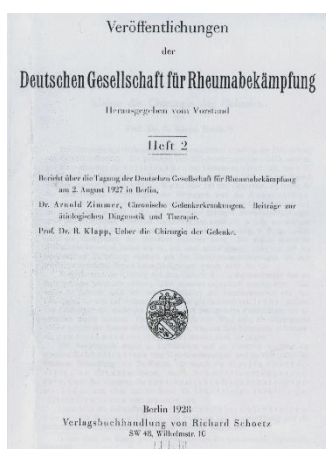 Veröffentlichungen
der
Deutschen Gesellschaft für Rheumabekämpfung
Herausgegeben vom Vorstand
Heft 2
Bericht über die Tagung der Deutschen Gesellschaft für Rheumabekämpfung
am 2. August 1927 in Berlin,
Dr. Arnold Zimmer, Chronische Gelenkerkrankungen. Beiträge zur
ätiologischen Diagnostik und Therapie.
Prof. Dr. R. Klapp, Ueber die Chirurgie der Gelenke.
Berlin 1928
Verlagsbuchhandlung von Richard Schoetz
SW 48, Wilhelmstr. 10